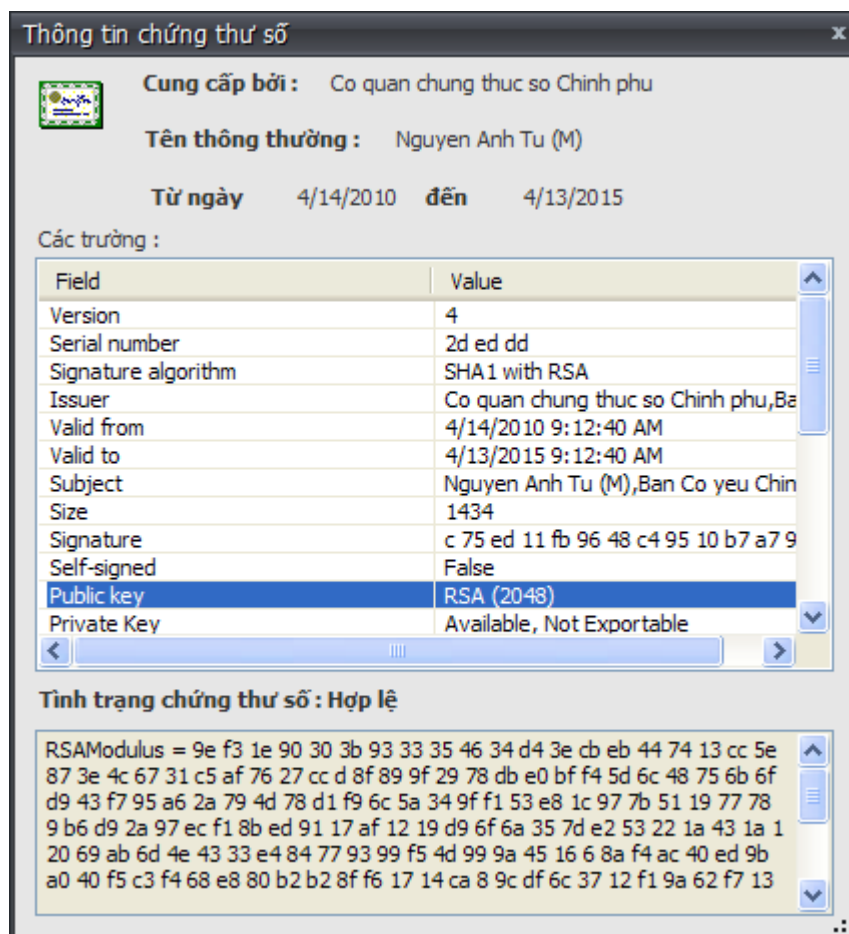 Thông tin chứng thư số
Cung cấp bởi : Co quan chung thuc so Chinh phu
Tên thông thường : Nguyen Anh Tu (M)
Từ ngày 4/14/2010 đến 4/13/2015
Các trường :
Field Value
Version 4
Serial number 2d ed dd
Signature algorithm SHA1 with RSA
Issuer Co quan chung thuc so Chinh phu,Ba
Valid from 4/14/2010 9:12:40 AM
Valid to 4/13/2015 9:12:40 AM
Subject Nguyen Anh Tu (M),Ban Co yeu Chin
Size 1434
Signature c 75 ed 11 fb 96 48 c4 95 10 b7 a7 9
Self-signed False
Public key RSA (2048)
Private Key Available, Not Exportable
Tình trạng chứng thư số : Hợp lệ
RSAModulus = 9e f3 1e 90 30 3b 93 33 35 46 34 d4 3e cb eb 44 74 13 cc 5e
87 3e 4c 67 31 c5 af 76 27 cc d 8f 89 9f 29 78 db e0 bf f4 5d 6c 48 75 6b 6f
d9 43 f7 95 a6 2a 79 4d 78 d1 f9 6c 5a 34 9f f1 53 e8 1c 97 7b 51 19 77 78
9 b6 d9 2a 97 ec f1 8b ed 91 17 af 12 19 d9 6f 6a 35 7d e2 53 22 1a 43 1a 1
20 69 ab 6d 4e 43 33 e4 84 77 93 99 f5 4d 99 9a 45 16 6 8a f4 ac 40 ed 9b
a0 40 f5 c3 f4 68 e8 80 b2 b2 8f f6 17 14 ca 8 9c df 6c 37 12 f1 9a 62 f7 13